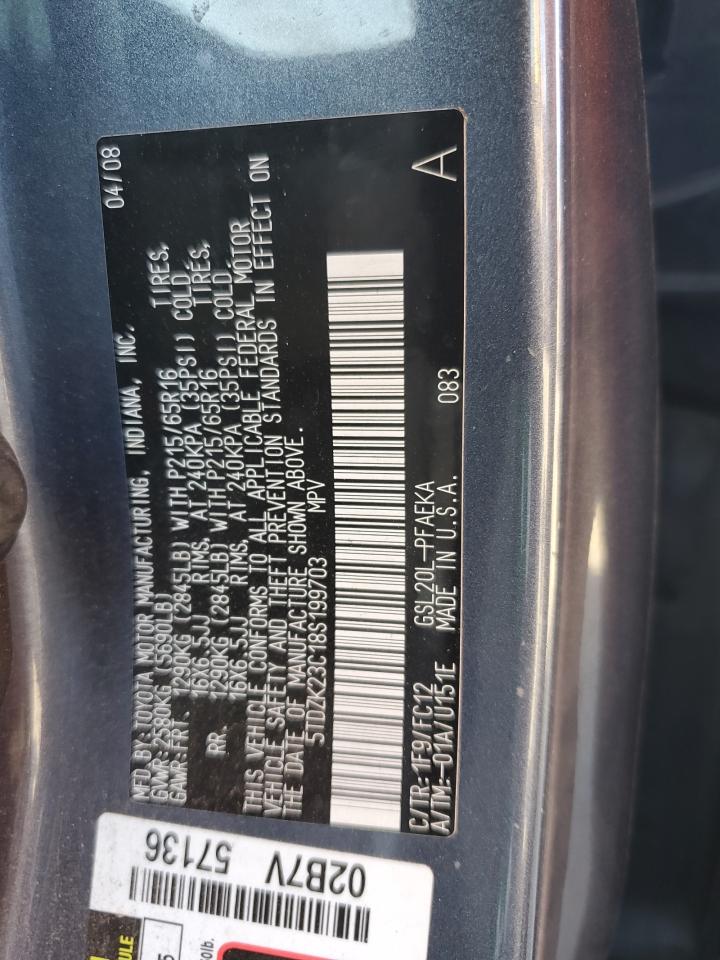 MFD BY: TOYOTA MOTOR MANUFACTURING, INDIANA, INC. 04/08
GVWR: 2580KG (5690LB)
GAWR: FRT 1290KG (2845LB) WITH P215/65R16 TIRES,
16X6.5JJ RIMS, AT 240KPA (35PSI) COLD.
RR. 1290KG (2845LB) WITH P215/65R16 TIRES,
16X6.5JJ RIMS, AT 240KPA (35PSI) COLD.
THIS VEHICLE CONFORMS TO ALL APPLICABLE FEDERAL MOTOR
VEHICLE SAFETY AND THEFT PREVENTION STANDARDS IN EFFECT ON
THE DATE OF MANUFACTURE SHOWN ABOVE.
5TDZK23C18S199703 MPV
C/TR: 1F9/FC12 GSL20L-PFAEKA A
A/TM: -01A/U151E MADE IN U.S.A. 083
57136
02B7V
ULE
olb.